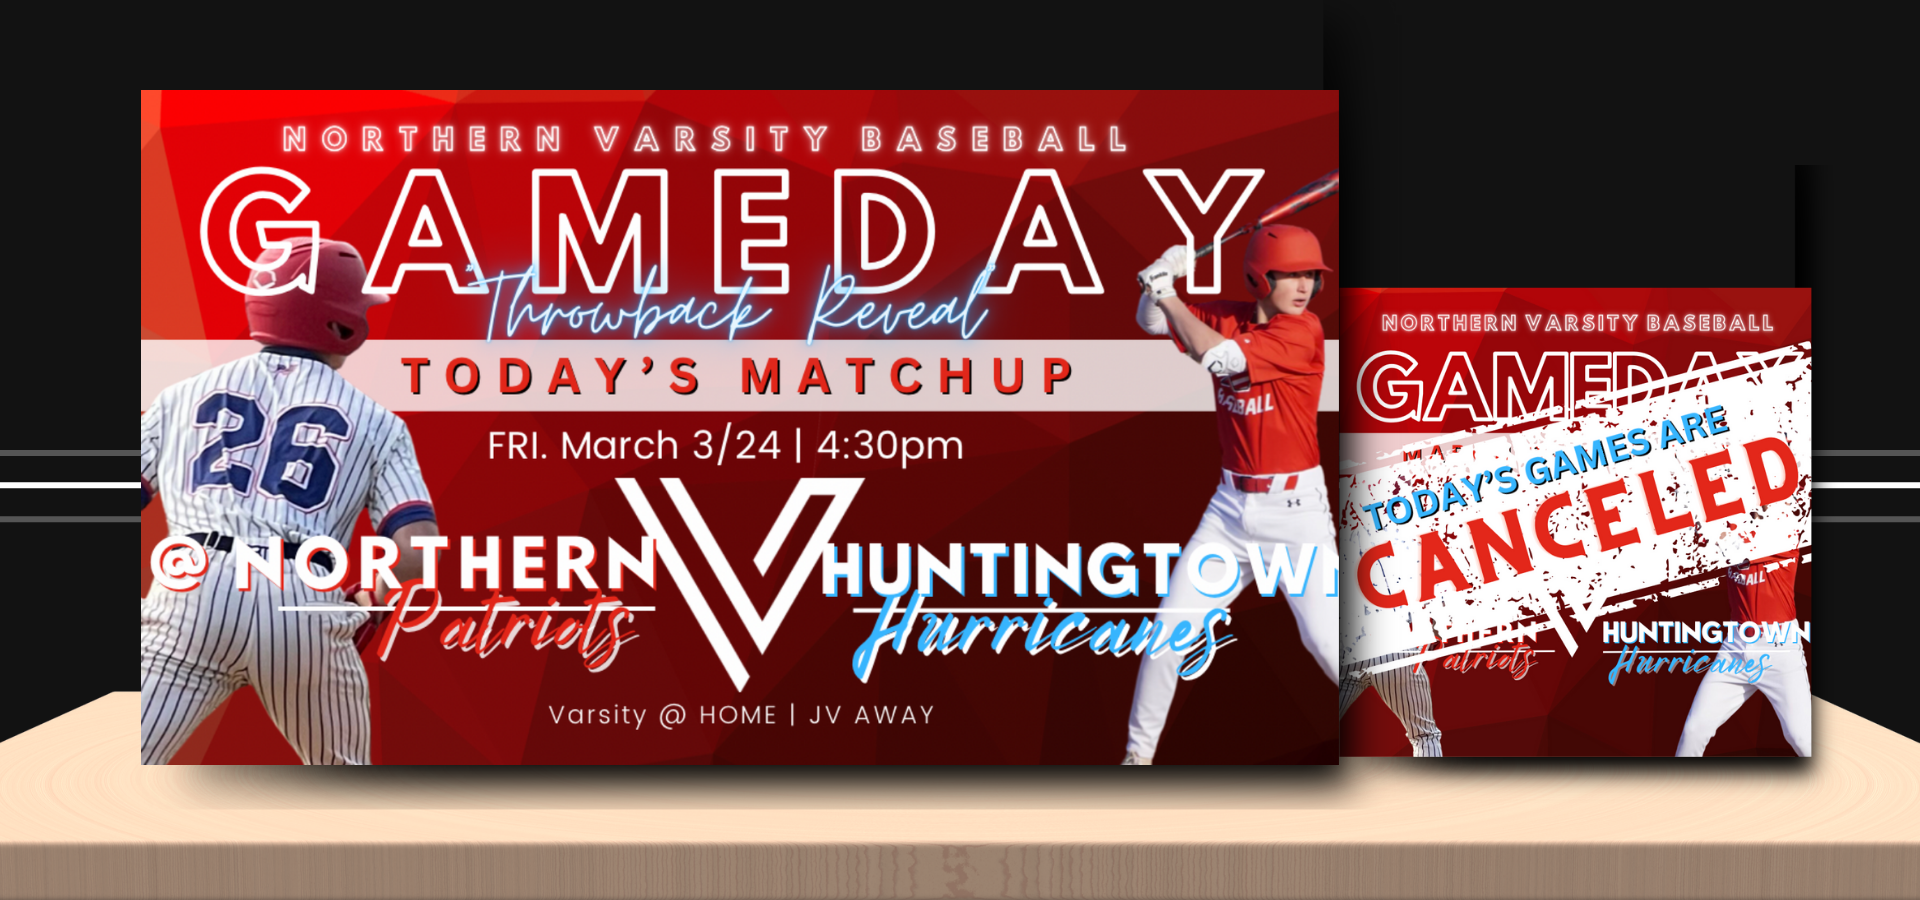 NORTHERN VARSITY BASEBALL
GAMEDAY
"Throwback Reveal"
TODAY'S MATCHUP
FRI. March 3/24 | 4:30pm
26
@ NORTHERN
Patriots
V
HUNTINGTOWN
Hurricanes
Varsity @ HOME | JV AWAY
NORTHERN VARSITY BASEBALL
GAMEDAY
TODAY'S GAMES ARE
CANCELED
Patriots
HUNTINGTOWN
Hurricanes